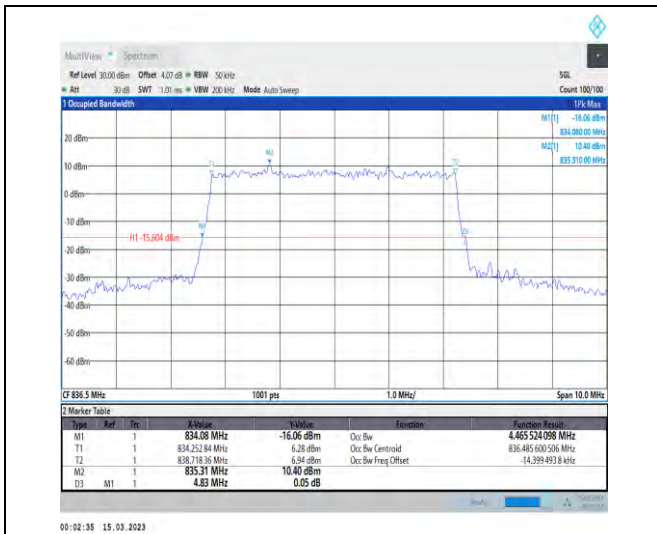 MultiView Spectrum
Ref Level 30.00 dBm Offset 4.07 dB RBW 50 kHz SGL
Att 30 dB SWT 1.01 ms VBW 200 kHz Mode Auto Sweep Count 100/100
1 Occupied Bandwidth 1Pk Max
M1[1] -16.06 dBm
834.080 00 MHz
M2[1] 10.40 dBm
835.310 00 MHz
20 dBm
M2
T1 T2
10 dBm
0 dBm
-10 dBm
M1
D3
H1 -15.604 dBm
-20 dBm
-30 dBm
-40 dBm
-50 dBm
-60 dBm
CF 836.5 MHz 1001 pts 1.0 MHz/ Span 10.0 MHz
2 Marker Table
Type Ref Trc X-Value Y-Value Function Function Result
M1 1 834.08 MHz -16.06 dBm Occ Bw 4.465 524 098 MHz
T1 1 834.252 84 MHz 6.28 dBm Occ Bw Centroid 836.485 600 506 MHz
T2 1 838.718 36 MHz 6.94 dBm Occ Bw Freq Offset -14.399 493 8 kHz
M2 1 835.31 MHz 10.40 dBm
D3 M1 1 4.83 MHz 0.05 dB
00:02:35 15.03.2023